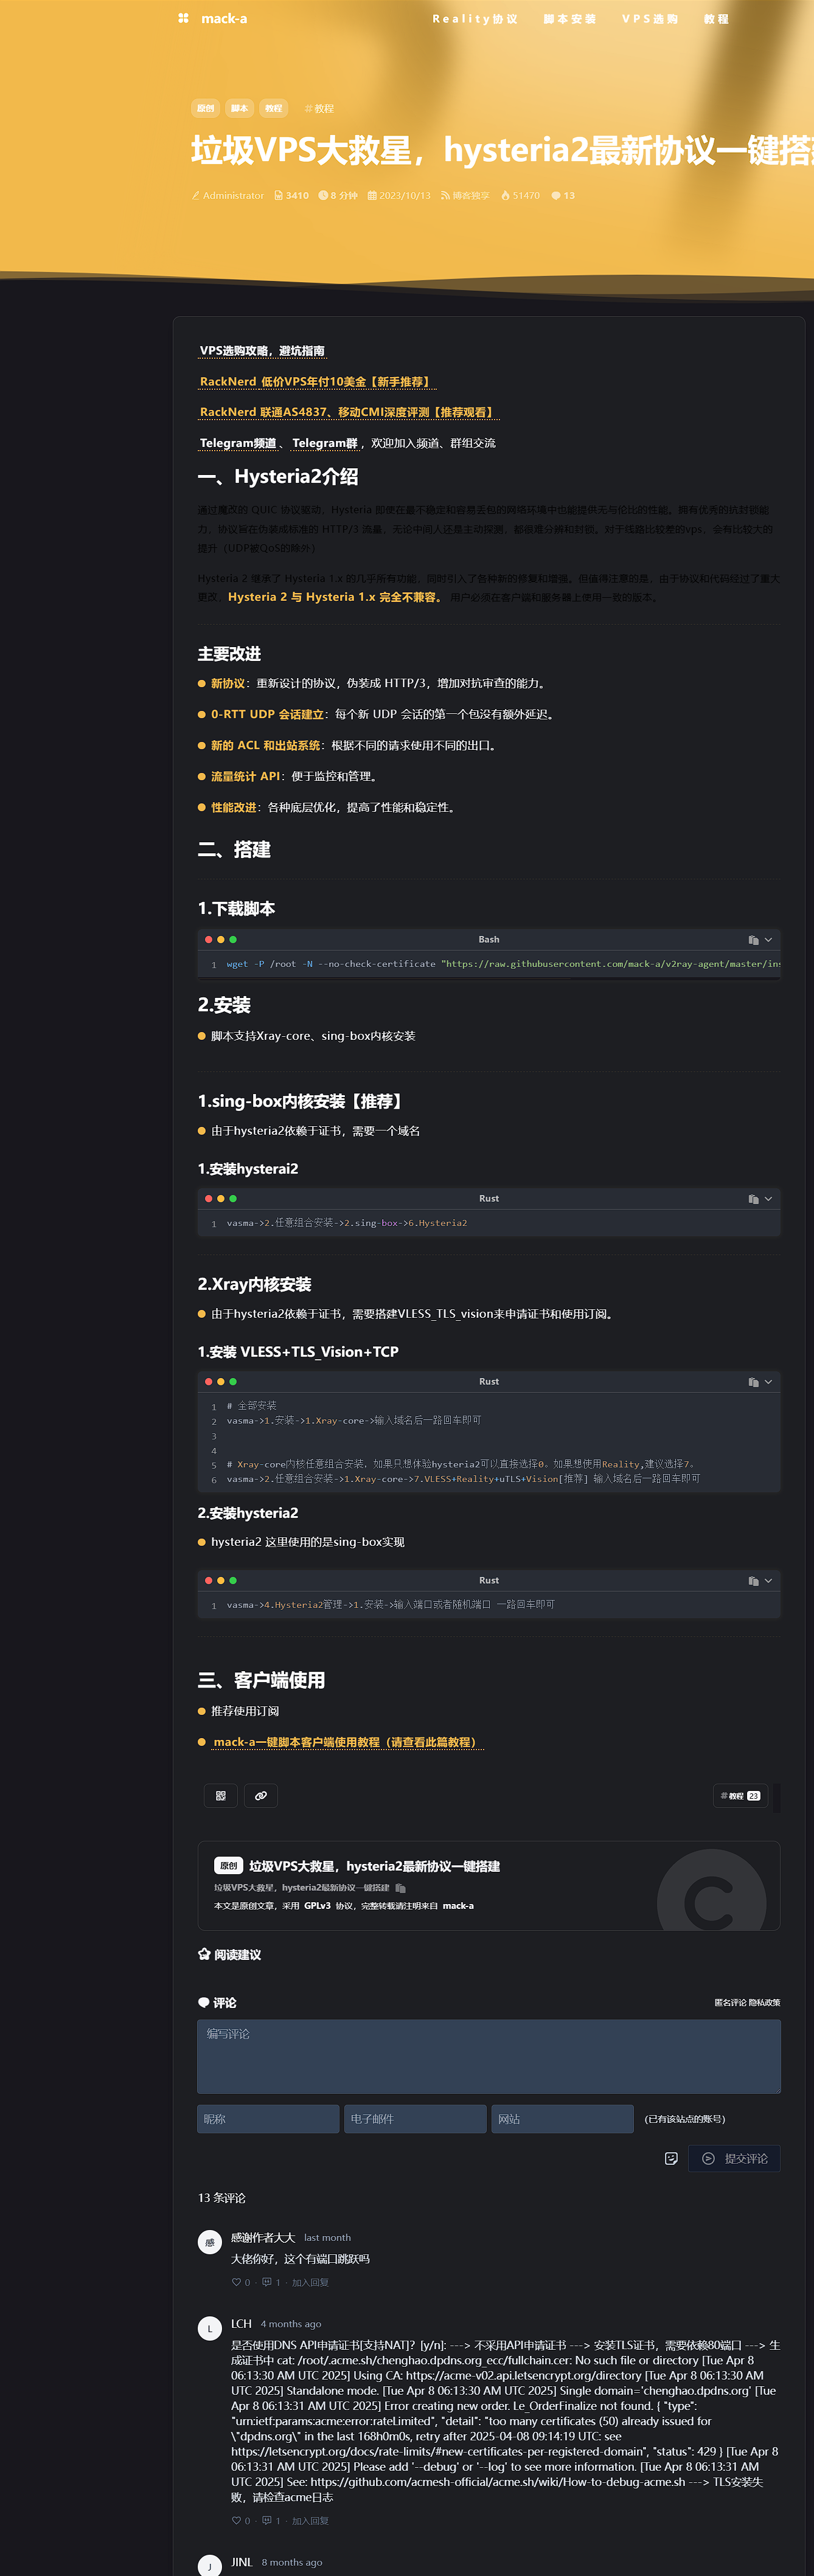 mack-a
Reality协议 脚本安装 VPS选购 教程
原创 脚本 教程 #教程
垃圾VPS大救星，hysteria2最新协议一键搭
Administrator 3410 8 分钟 2023/10/13 博客独享 51470 13
VPS选购攻略，避坑指南
RackNerd 低价VPS年付10美金【新手推荐】
RackNerd 联通AS4837、移动CMI深度评测【推荐观看】
Telegram频道、Telegram群，欢迎加入频道、群组交流
一、Hysteria2介绍
通过魔改的 QUIC 协议驱动，Hysteria 即使在最不稳定和容易丢包的网络环境中也能提供无与伦比的性能。拥有优秀的抗封锁能
力，协议旨在伪装成标准的 HTTP/3 流量，无论中间人还是主动探测，都很难分辨和封锁。对于线路比较差的vps，会有比较大的
提升（UDP被QoS的除外）
Hysteria 2 继承了 Hysteria 1.x 的几乎所有功能，同时引入了各种新的修复和增强。但值得注意的是，由于协议和代码经过了重大
更改，Hysteria 2 与 Hysteria 1.x 完全不兼容。 用户必须在客户端和服务器上使用一致的版本。
主要改进
新协议：重新设计的协议，伪装成 HTTP/3，增加对抗审查的能力。
0-RTT UDP 会话建立：每个新 UDP 会话的第一个包没有额外延迟。
新的 ACL 和出站系统：根据不同的请求使用不同的出口。
流量统计 API：便于监控和管理。
性能改进：各种底层优化，提高了性能和稳定性。
二、搭建
1.下载脚本
Bash
1 wget -P /root -N --no-check-certificate "https://raw.githubusercontent.com/mack-a/v2ray-agent/master/ins
2.安装
脚本支持Xray-core、sing-box内核安装
1.sing-box内核安装【推荐】
由于hysteria2依赖于证书，需要一个域名
1.安装hysterai2
Rust
1 vasma->2.任意组合安装->2.sing-box->6.Hysteria2
2.Xray内核安装
由于hysteria2依赖于证书，需要搭建VLESS_TLS_vision来申请证书和使用订阅。
1.安装 VLESS+TLS_Vision+TCP
Rust
1 # 全部安装
2 vasma->1.安装->1.Xray-core->输入域名后一路回车即可
3
4
5 # Xray-core内核任意组合安装，如果只想体验hysteria2可以直接选择0。如果想使用Reality,建议选择7。
6 vasma->2.任意组合安装->1.Xray-core->7.VLESS+Reality+uTLS+Vision[推荐] 输入域名后一路回车即可
2.安装hysteria2
hysteria2 这里使用的是sing-box实现
Rust
1 vasma->4.Hysteria2管理->1.安装->输入端口或者随机端口 一路回车即可
三、客户端使用
推荐使用订阅
mack-a一键脚本客户端使用教程（请查看此篇教程）
#教程 23
原创 垃圾VPS大救星，hysteria2最新协议一键搭建
垃圾VPS大救星，hysteria2最新协议一键搭建
本文是原创文章，采用 GPLv3 协议，完整转载请注明来自 mack-a
阅读建议
评论 匿名评论 隐私政策
编写评论
昵称 电子邮件 网站 (已有该站点的账号)
提交评论
13 条评论
感 感谢作者大大 last month
大佬你好，这个有端口跳跃吗
0 · 1 · 加入回复
L LCH 4 months ago
是否使用DNS API申请证书[支持NAT]？[y/n]: ---> 不采用API申请证书 ---> 安装TLS证书，需要依赖80端口 ---> 生
成证书中 cat: /root/.acme.sh/chenghao.dpdns.org_ecc/fullchain.cer: No such file or directory [Tue Apr 8
06:13:30 AM UTC 2025] Using CA: https://acme-v02.api.letsencrypt.org/directory [Tue Apr 8 06:13:30 AM
UTC 2025] Standalone mode. [Tue Apr 8 06:13:30 AM UTC 2025] Single domain='chenghao.dpdns.org' [Tue
Apr 8 06:13:31 AM UTC 2025] Error creating new order. Le_OrderFinalize not found. { "type":
"urn:ietf:params:acme:error:rateLimited", "detail": "too many certificates (50) already issued for
\"dpdns.org\" in the last 168h0m0s, retry after 2025-04-08 09:14:19 UTC: see
https://letsencrypt.org/docs/rate-limits/#new-certificates-per-registered-domain", "status": 429 } [Tue Apr 8
06:13:31 AM UTC 2025] Please add '--debug' or '--log' to see more information. [Tue Apr 8 06:13:31 AM
UTC 2025] See: https://github.com/acmesh-official/acme.sh/wiki/How-to-debug-acme.sh ---> TLS安装失
败，请检查acme日志
0 · 1 · 加入回复
J JINL 8 months ago